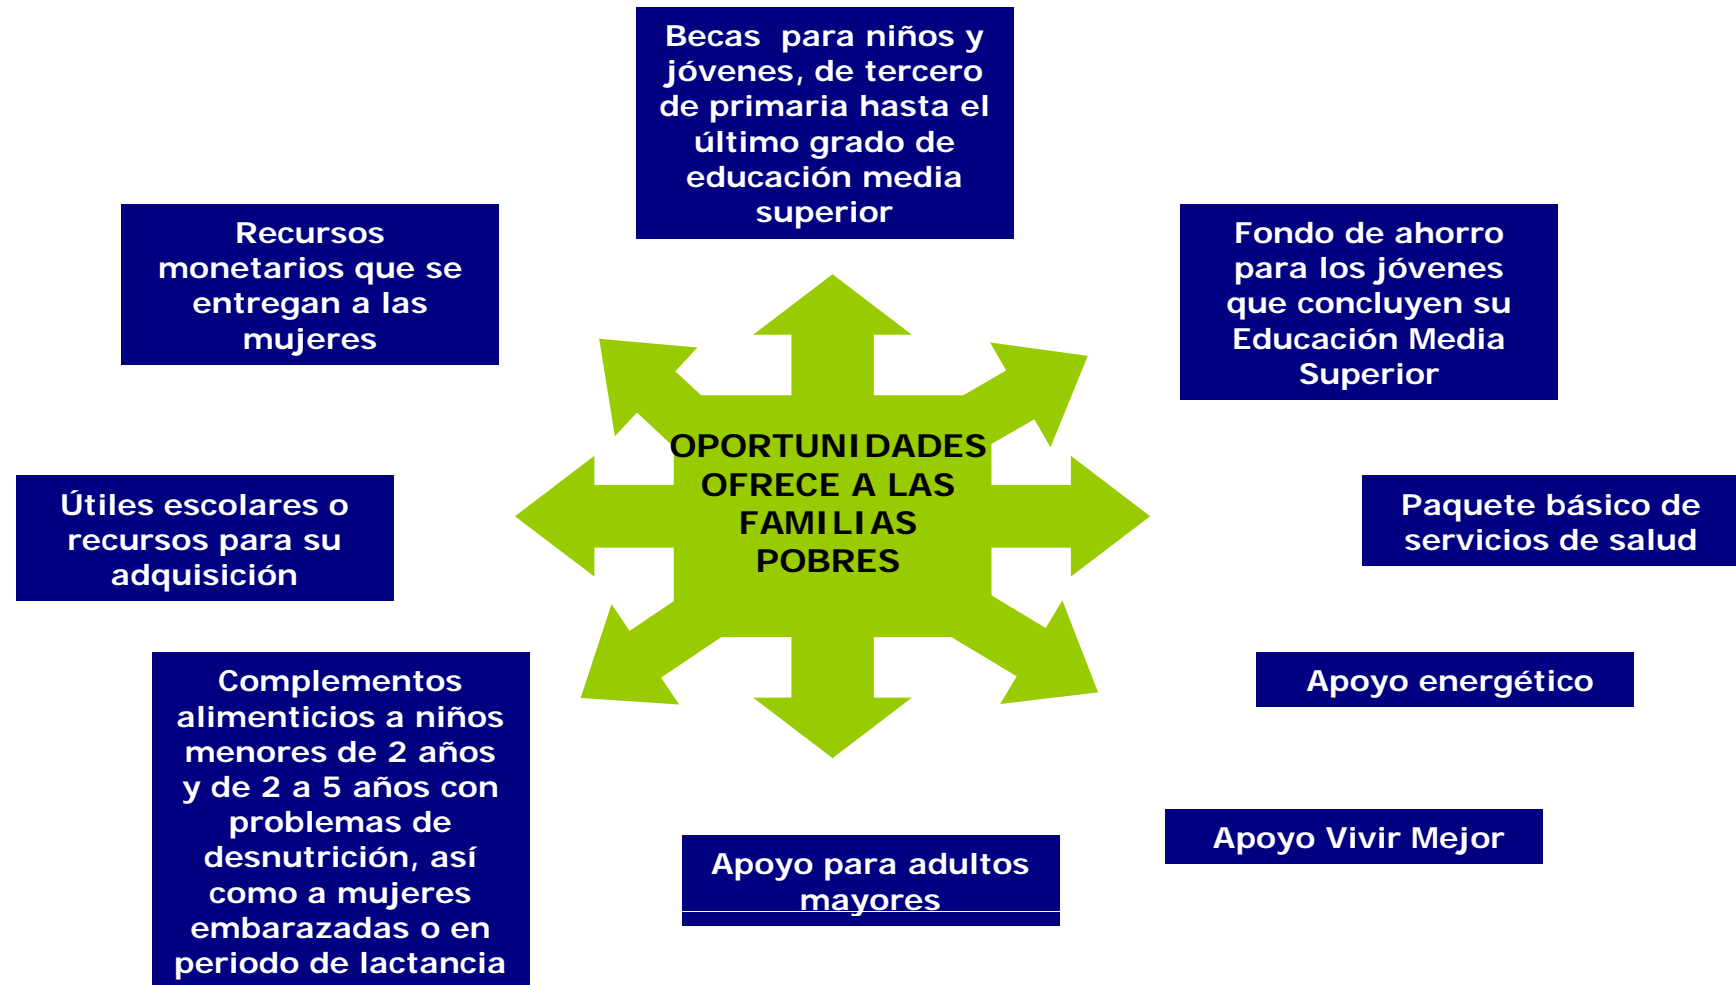 Becas para niños y
jóvenes, de tercero
de primaria hasta el
último grado de
educación media
superior
Recursos
monetarios que se
entregan a las
mujeres
Fondo de ahorro
para los jóvenes
que concluyen su
Educación Media
Superior
OPORTUNIDADES
OFRECE A LAS
FAMILIAS
POBRES
Útiles escolares o
recursos para su
adquisición
Paquete básico de
servicios de salud
Complementos
alimenticios a niños
menores de 2 años
y de 2 a 5 años con
problemas de
desnutrición, así
como a mujeres
embarazadas o en
periodo de lactancia
Apoyo energético
Apoyo Vivir Mejor
Apoyo para adultos
mayores